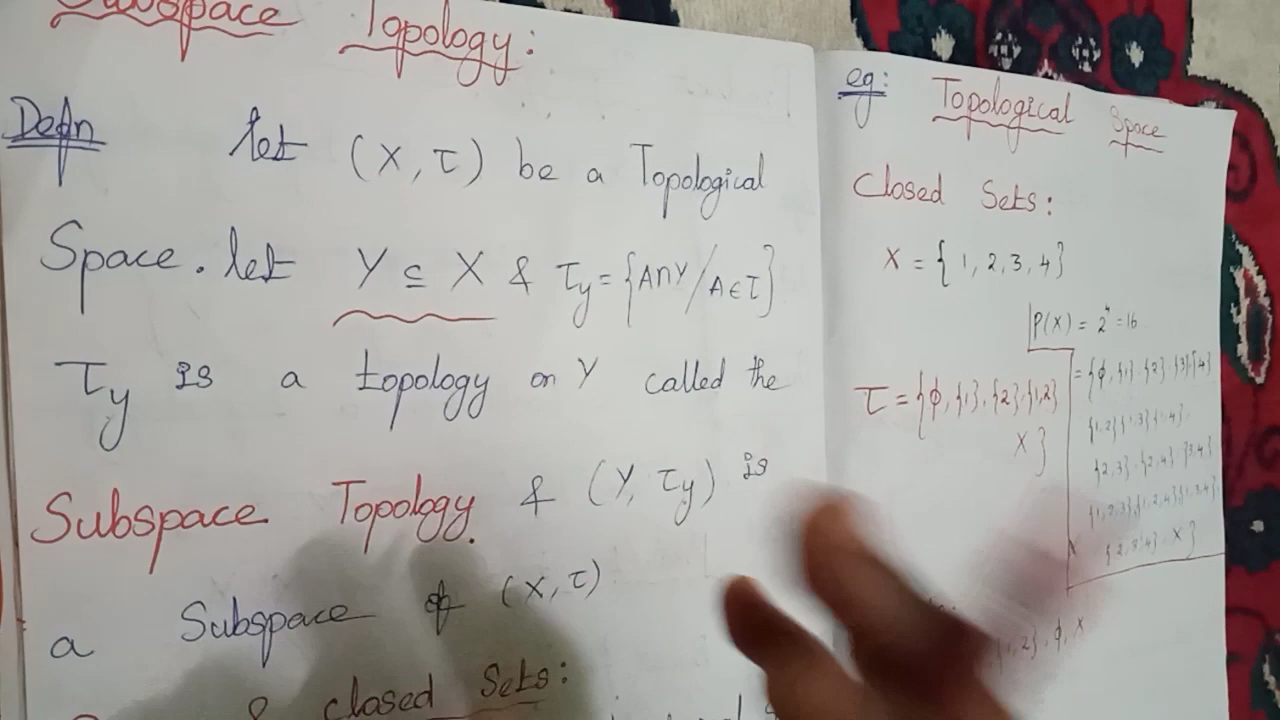 Subspace Topology:
Defn let (X, τ) be a Topological
Space. let Y ⊆ X & τy = {A∩Y / A∈τ}
τy is a topology on Y called the
Subspace Topology. & (Y, τy) is
a Subspace of (X, τ)
& closed Sets:
eg: Topological Space
Closed Sets:
X = { 1, 2, 3, 4}
P(X) = 2⁴ = 16
= {ϕ, {1}, {2}, {3}, {4}
{1,2} {1,3} {1,4},
{2,3}, {2,4}, {3,4}
{1,2,3}, {1,2,4} {1,3,4},
{2,3,4}, X }
τ = {ϕ, {1}, {2}, {1,2}
X }
{1,2}, ϕ, X